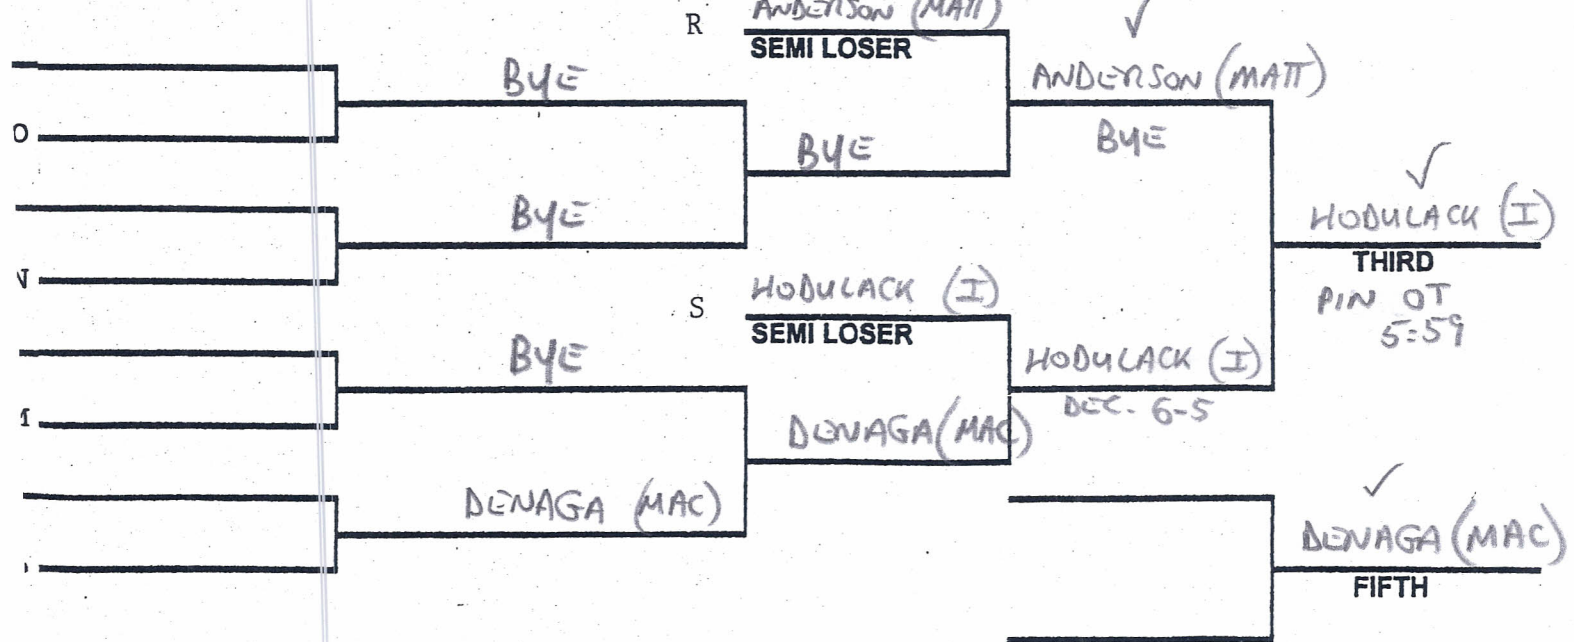 R ANDERSON (MATT)
SEMI LOSER
BYE
ANDERSON (MATT)
O
BYE
BYE
BYE
HODULACK (I)
THIRD
PIN OT
5:59
S HODULACK (I)
SEMI LOSER
BYE
HODULACK (I)
DEC. 6-5
DENAGA (MAC)
DENAGA (MAC)
DENAGA (MAC)
FIFTH